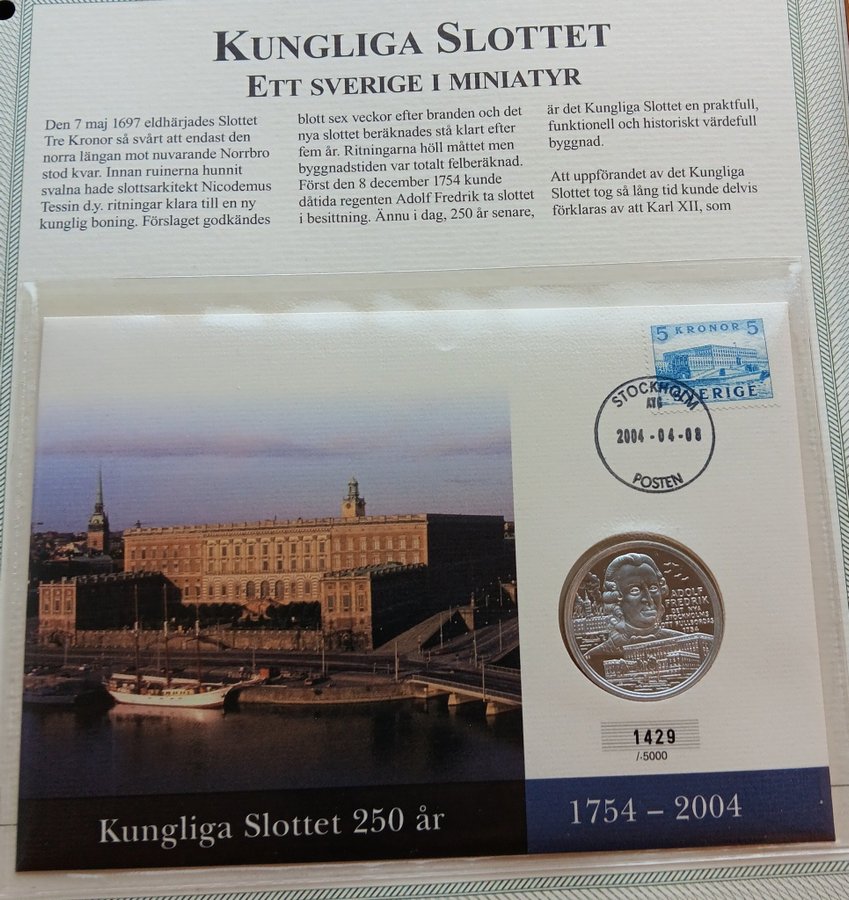 KUNGLIGA SLOTTET
ETT SVERIGE I MINIATYR
Den 7 maj 1697 eldhärjades Slottet
Tre Kronor så svårt att endast den
norra längan mot nuvarande Norrbro
stod kvar. Innan ruinerna hunnit
svalna hade slottsarkitekt Nicodemus
Tessin d.y. ritningar klara till en ny
kunglig boning. Förslaget godkändes
blott sex veckor efter branden och det
nya slottet beräknades stå klart efter
fem år. Ritningarna höll måttet men
byggnadstiden var totalt felberäknad.
Först den 8 december 1754 kunde
dåtida regenten Adolf Fredrik ta slottet
i besittning. Ännu i dag, 250 år senare,
är det Kungliga Slottet en praktfull,
funktionell och historiskt värdefull
byggnad.
Att uppförandet av det Kungliga
Slottet tog så lång tid kunde delvis
förklaras av att Karl XII, som
5 KRONOR 5
SVERIGE
STOCKHOLM
2004-04-08
POSTEN
ADOLF
FREDRIK
1754
1429
/.5000
Kungliga Slottet 250 år
1754 – 2004